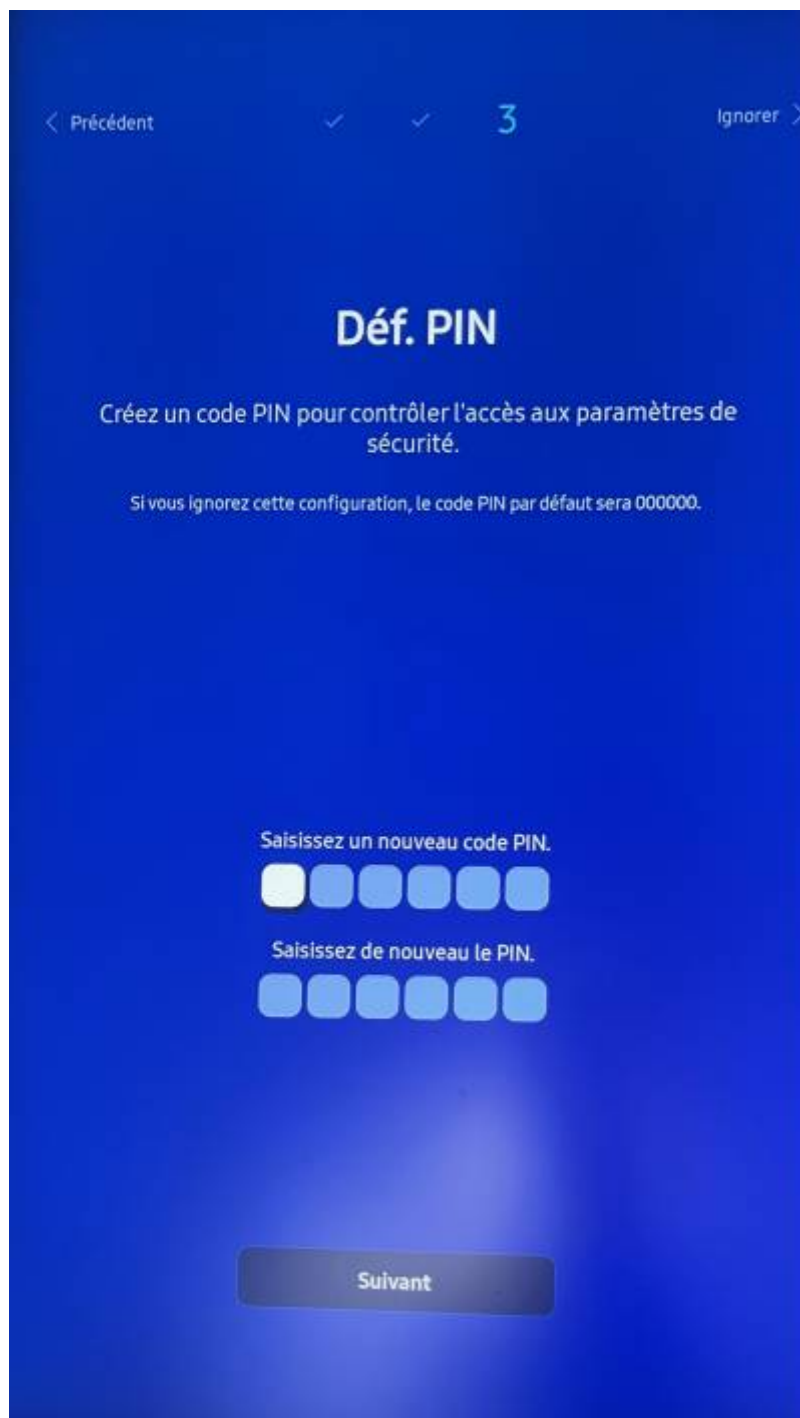 Précédent
3
Ignorer
Déf. PIN
Créez un code PIN pour contrôler l'accès aux paramètres de
sécurité.
Si vous ignorez cette configuration, le code PIN par défaut sera 000000.
Saisissez un nouveau code PIN.
Saisissez de nouveau le PIN.
Suivant